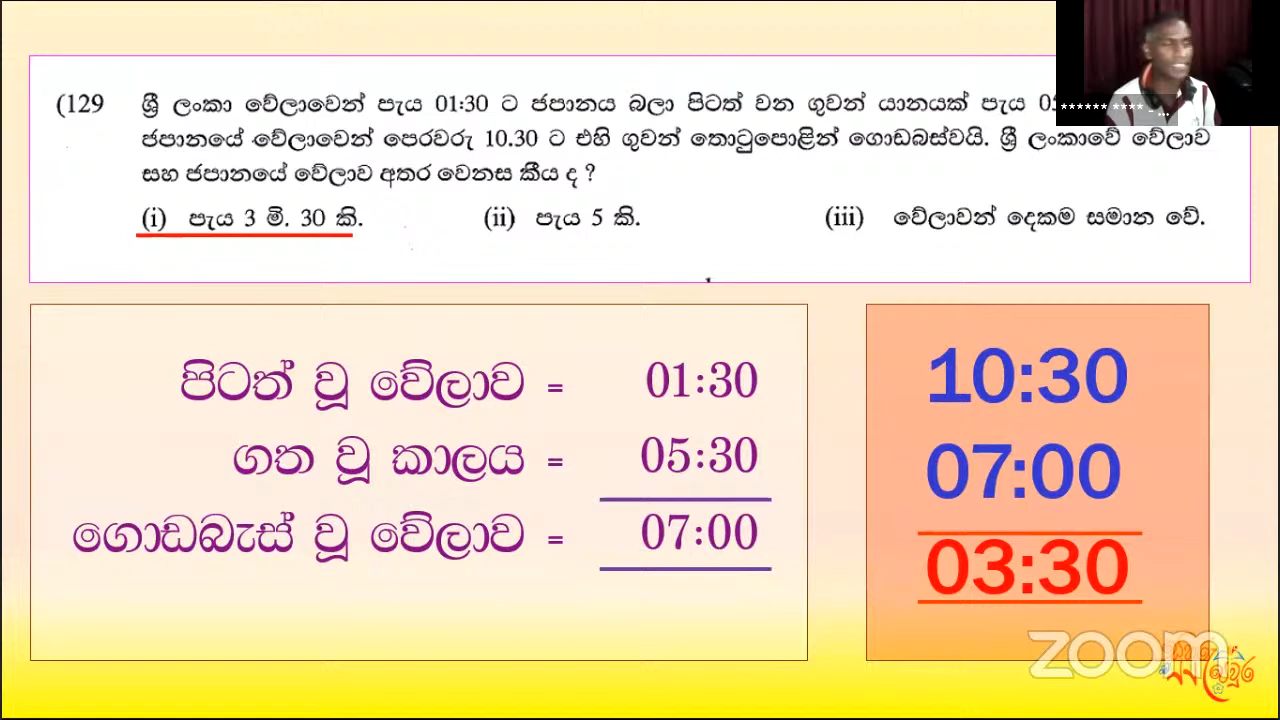 (129 ශ්‍රී ලංකා වේලාවෙන් පැය 01:30 ට ජපානය බලා පිටත් වන ගුවන් යානයක් පැය
ජපානයේ වේලාවෙන් පෙරවරු 10.30 ට එහි ගුවන් තොටුපොළින් ගොඩබස්වයි. ශ්‍රී ලංකාවේ වේලාව
සහ ජපානයේ වේලාව අතර වෙනස කීය ද ?
(i) පැය 3 මි. 30 කි. (ii) පැය 5 කි. (iii) වේලාවන් දෙකම සමාන වේ.
පිටත් වූ වේලාව = 01:30
ගත වූ කාලය = 05:30
ගොඩබැස් වූ වේලාව = 07:00
10:30
07:00
03:30
****** **** - ...
zoom